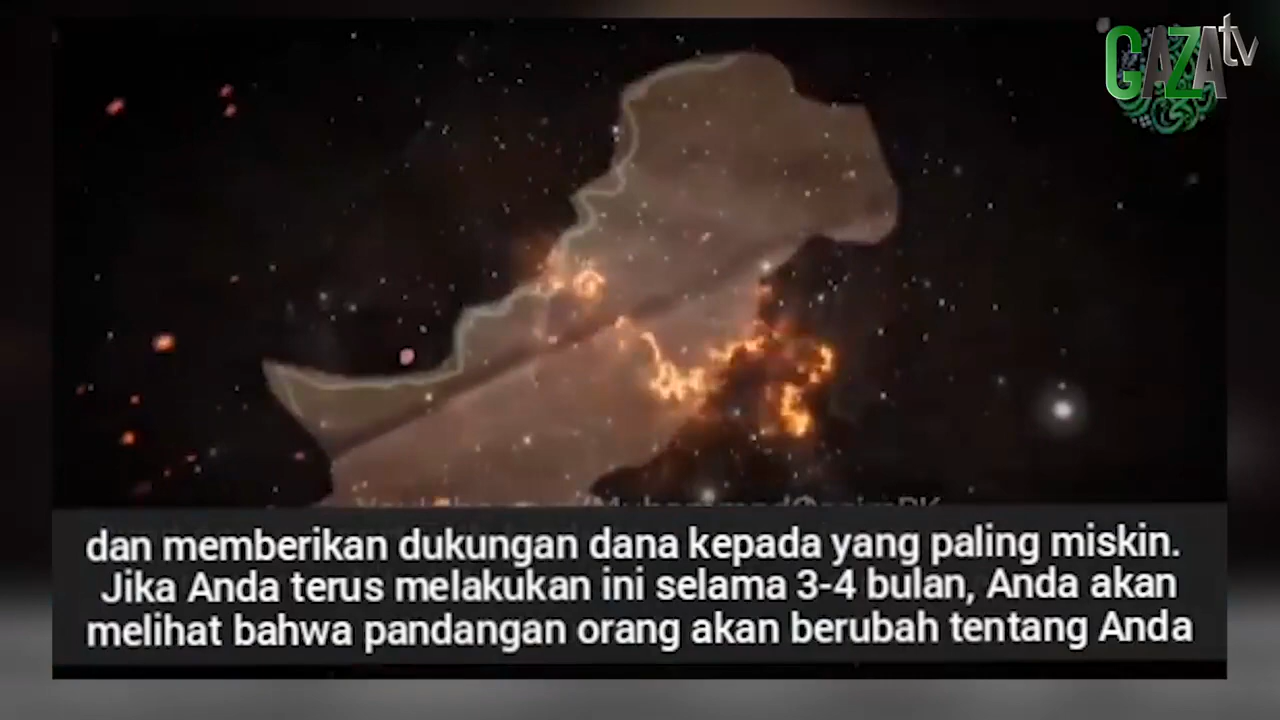 GAZA tv
dan memberikan dukungan dana kepada yang paling miskin.
Jika Anda terus melakukan ini selama 3-4 bulan, Anda akan
melihat bahwa pandangan orang akan berubah tentang Anda